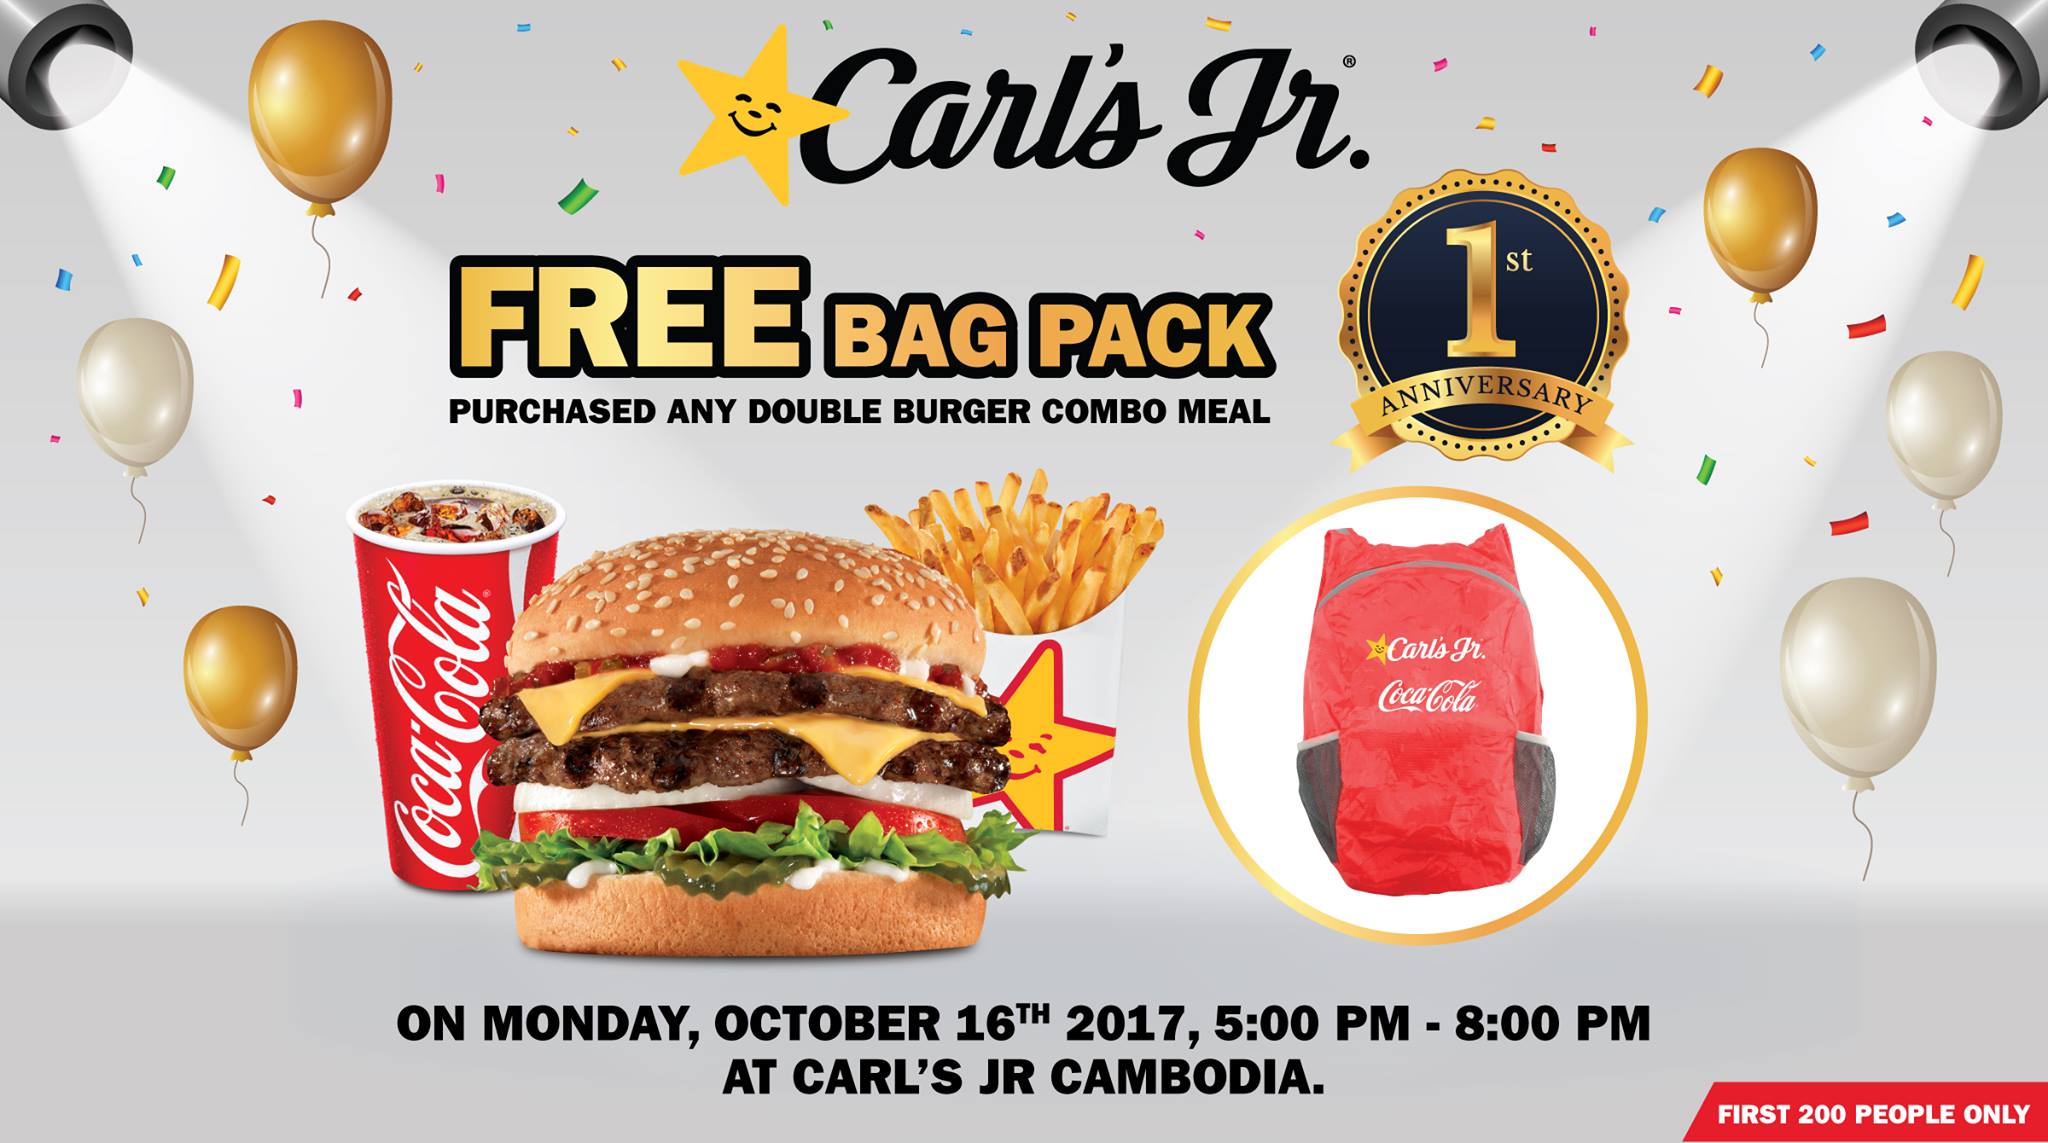 Carl's Jr.®
FREE BAG PACK
PURCHASED ANY DOUBLE BURGER COMBO MEAL
1st
ANNIVERSARY
Coca-Cola®
Carl's Jr.
Coca-Cola
ON MONDAY, OCTOBER 16TH 2017, 5:00 PM - 8:00 PM
AT CARL'S JR CAMBODIA.
FIRST 200 PEOPLE ONLY